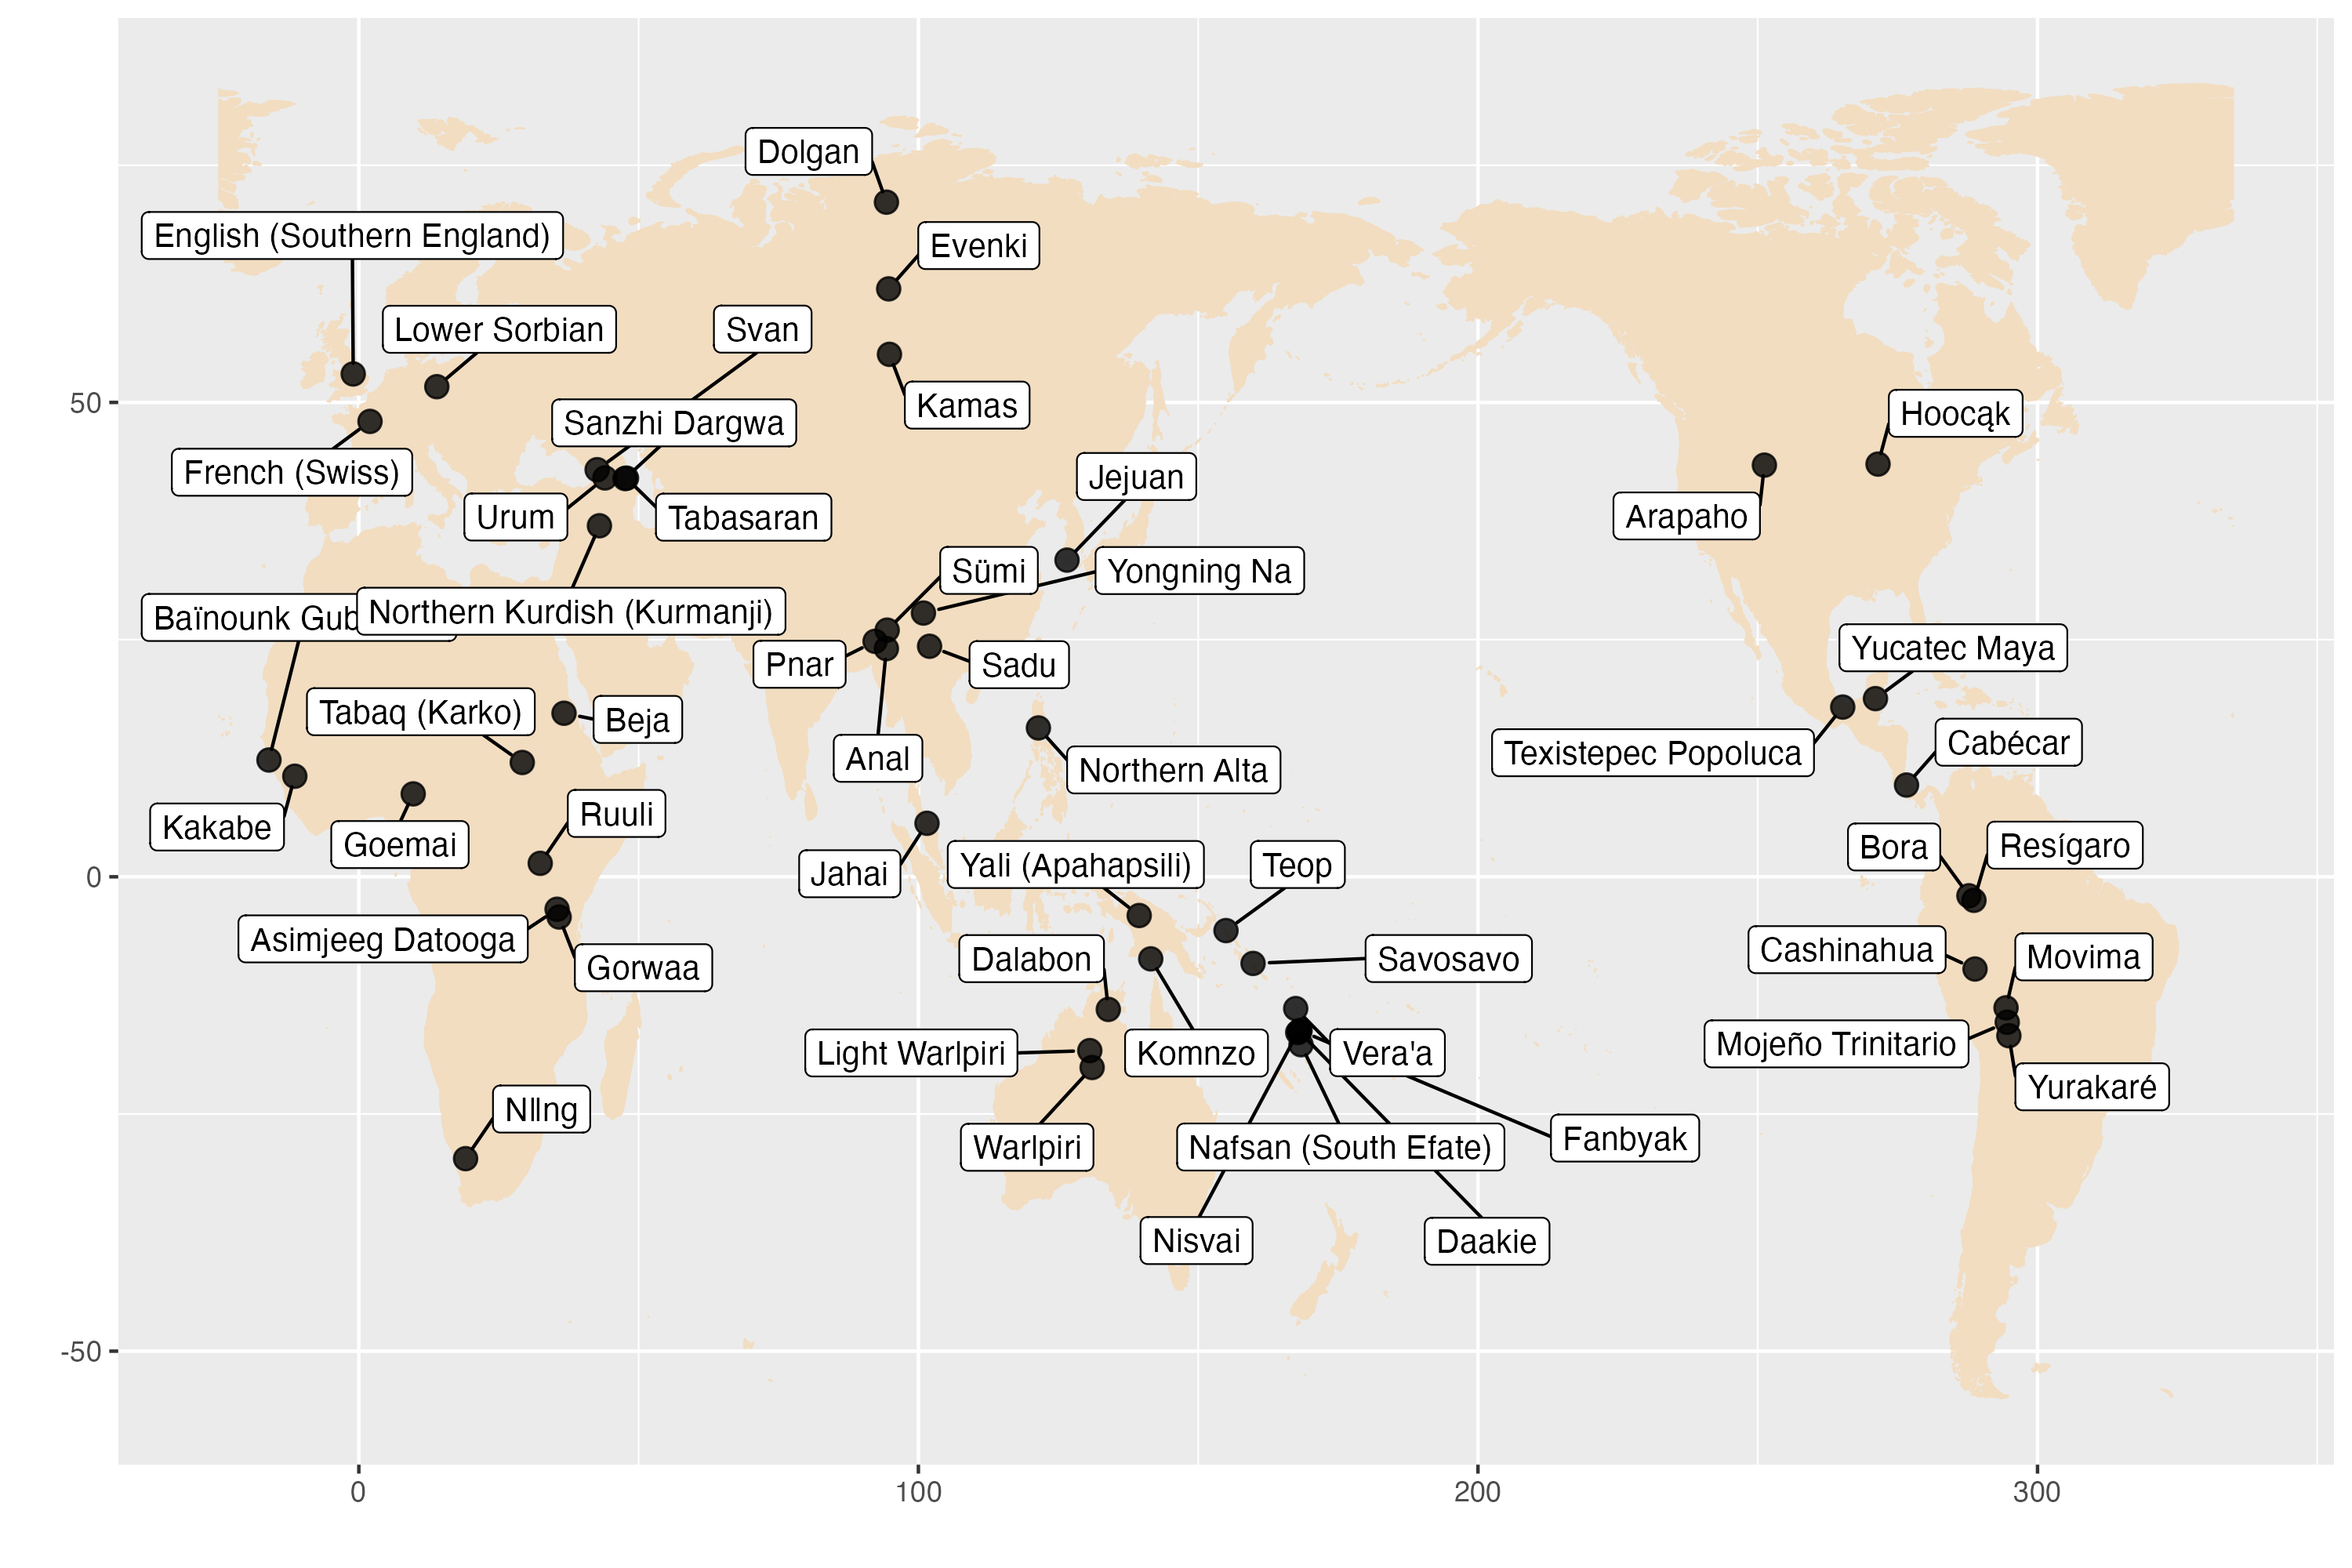 Dolgan
English (Southern England)
Evenki
Lower Sorbian
Svan
Kamas
Sanzhi Dargwa
50
Hoocąk
French (Swiss)
Jejuan
Urum
Tabasaran
Arapaho
Sümi
Yongning Na
Baïnounk Gub
Northern Kurdish (Kurmanji)
Pnar
Sadu
Yucatec Maya
Tabaq (Karko)
Beja
Anal
Northern Alta
Texistepec Popoluca
Cabécar
Kakabe
Goemai
Ruuli
Jahai
Yali (Apahapsili)
Teop
Bora
Resígaro
0
Asimjeeg Datooga
Gorwaa
Dalabon
Savosavo
Cashinahua
Movima
Light Warlpiri
Komnzo
Vera'a
Mojeño Trinitario
Yurakaré
Nllng
Warlpiri
Nafsan (South Efate)
Fanbyak
Nisvai
Daakie
-50
0
100
200
300